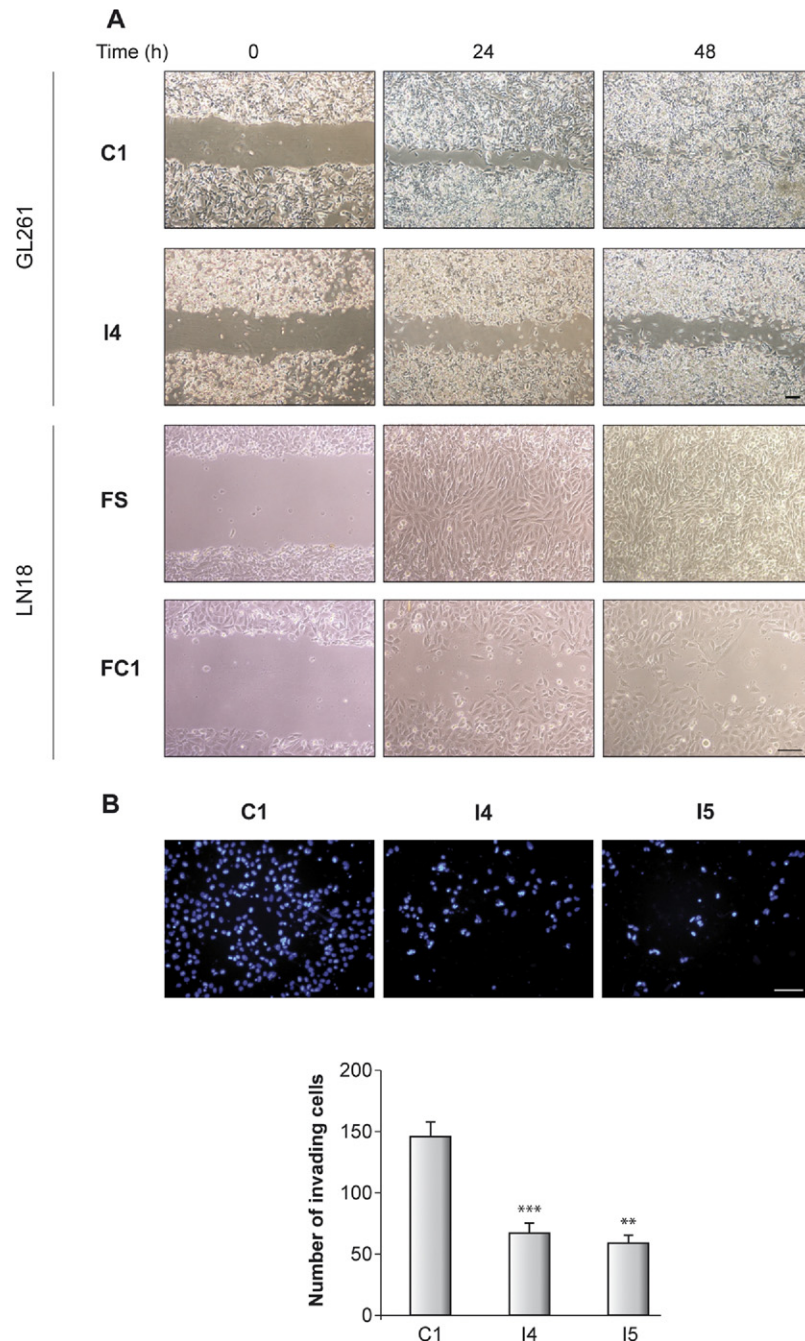 A
Time (h) 0 24 48
GL261
C1
I4
LN18
FS
FC1
B
C1 I4 I5
Number of invading cells
200
150
100
50
0
***
**
C1 I4 I5